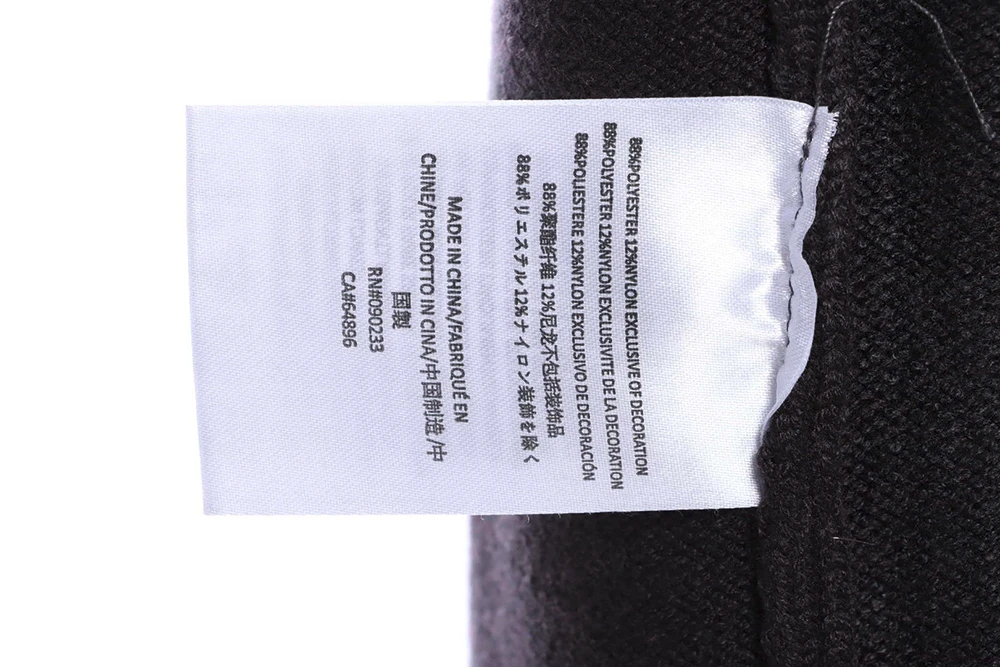 88%POLYESTER 12%NYLON EXCLUSIVE OF DECORATION
88%POLYESTER 12%NYLON EXCLUSIVITE DE LA DECORATION
88%POLIESTERE 12%NYLON EXCLUSIVO DE DECORACIÓN
88%聚酯纤维 12%尼龙不包括装饰品
88%ポリエステル 12%ナイロン装飾を除く
MADE IN CHINA/FABRIQUÉ EN
CHINE/PRODOTTO IN CINA/中国制造/中
国製
RN#090233
CA#64896